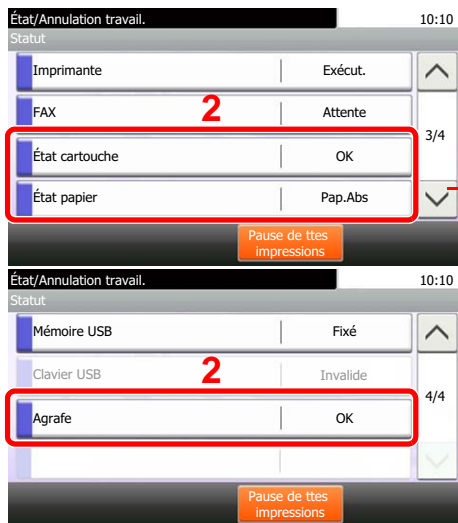 État/Annulation travail. 10:10
Statut
Imprimante Exécut.
FAX 2 Attente
3/4
État cartouche OK
État papier Pap.Abs
Pause de ttes
impressions
État/Annulation travail. 10:10
Statut
Mémoire USB Fixé
Clavier USB 2 Invalide
4/4
Agrafe OK
Pause de ttes
impressions